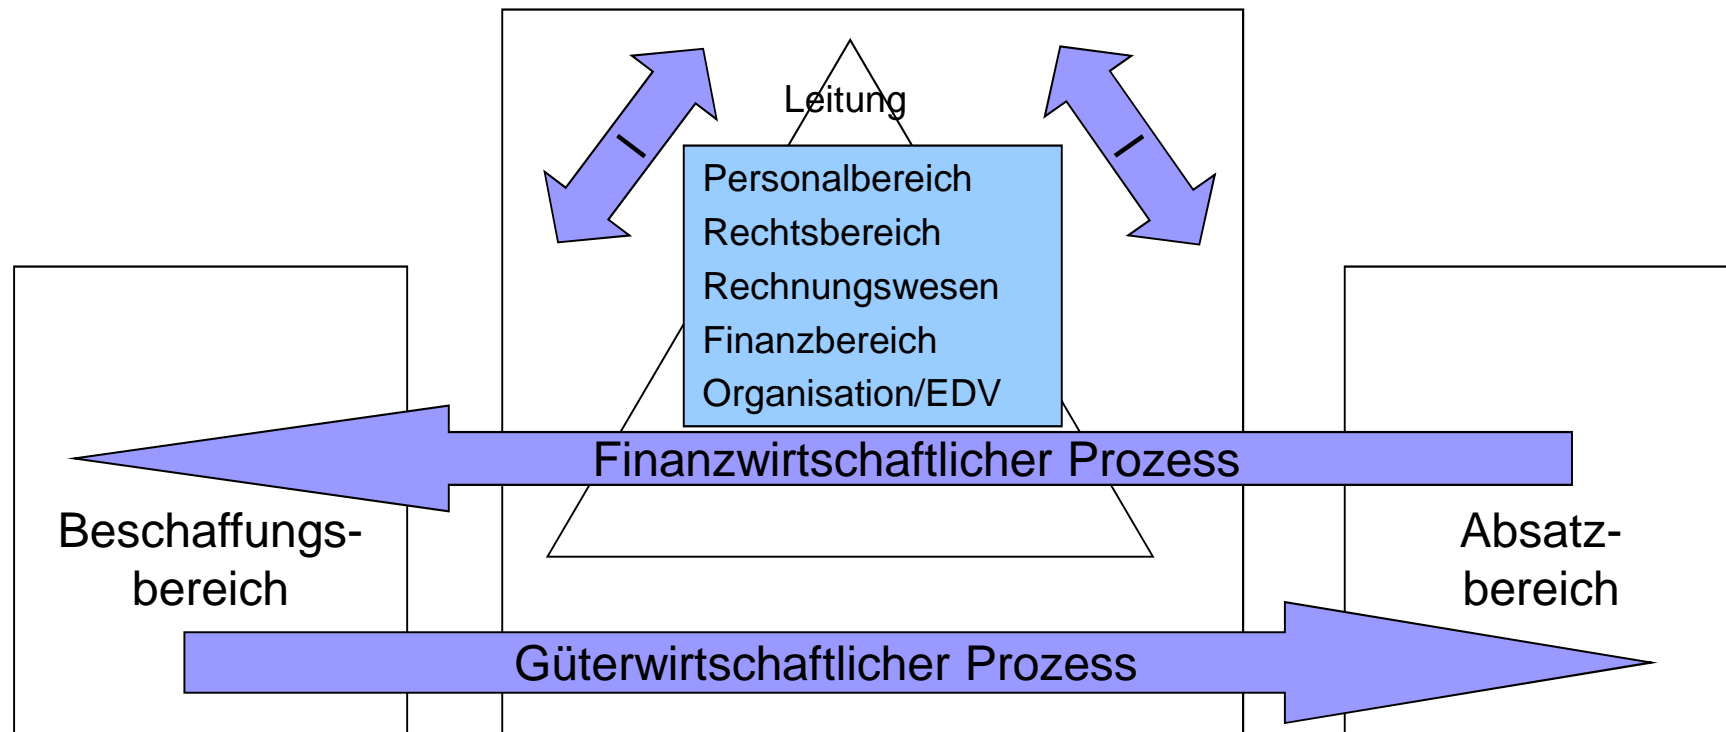 Leitung
Personalbereich
Rechtsbereich
Rechnungswesen
Finanzbereich
Organisation/EDV
Finanzwirtschaftlicher Prozess
Beschaffungs-
bereich
Absatz-
bereich
Güterwirtschaftlicher Prozess